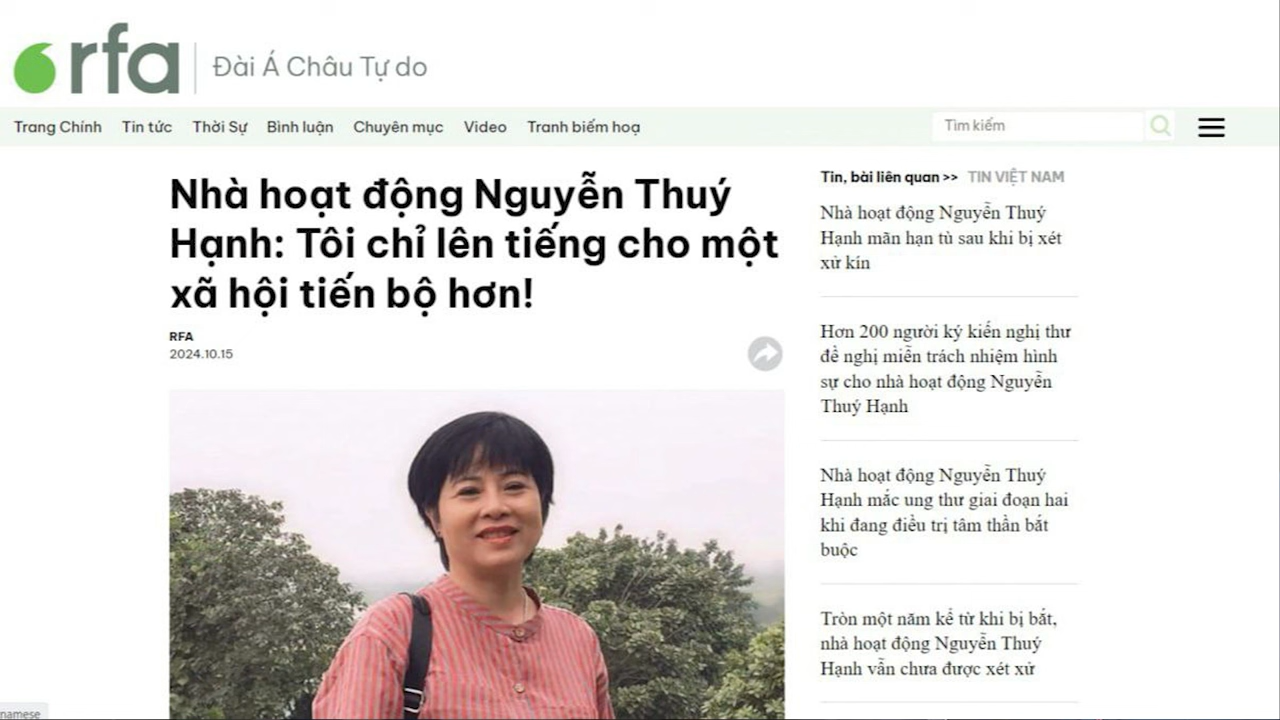 rfa
Đài Á Châu Tự do
Trang Chính Tin tức Thời Sự Bình luận Chuyên mục Video Tranh biếm hoạ
Tìm kiếm
Nhà hoạt động Nguyễn Thuý
Hạnh: Tôi chỉ lên tiếng cho một
xã hội tiến bộ hơn!
RFA
2024.10.15
Tin, bài liên quan >> TIN VIỆT NAM
Nhà hoạt động Nguyễn Thuý
Hạnh mãn hạn tù sau khi bị xét
xử kín
Hơn 200 người ký kiến nghị thư
đề nghị miễn trách nhiệm hình
sự cho nhà hoạt động Nguyễn
Thuý Hạnh
Nhà hoạt động Nguyễn Thuý
Hạnh mắc ung thư giai đoạn hai
khi đang điều trị tâm thần bắt
buộc
Tròn một năm kể từ khi bị bắt,
nhà hoạt động Nguyễn Thuý
Hạnh vẫn chưa được xét xử
namese